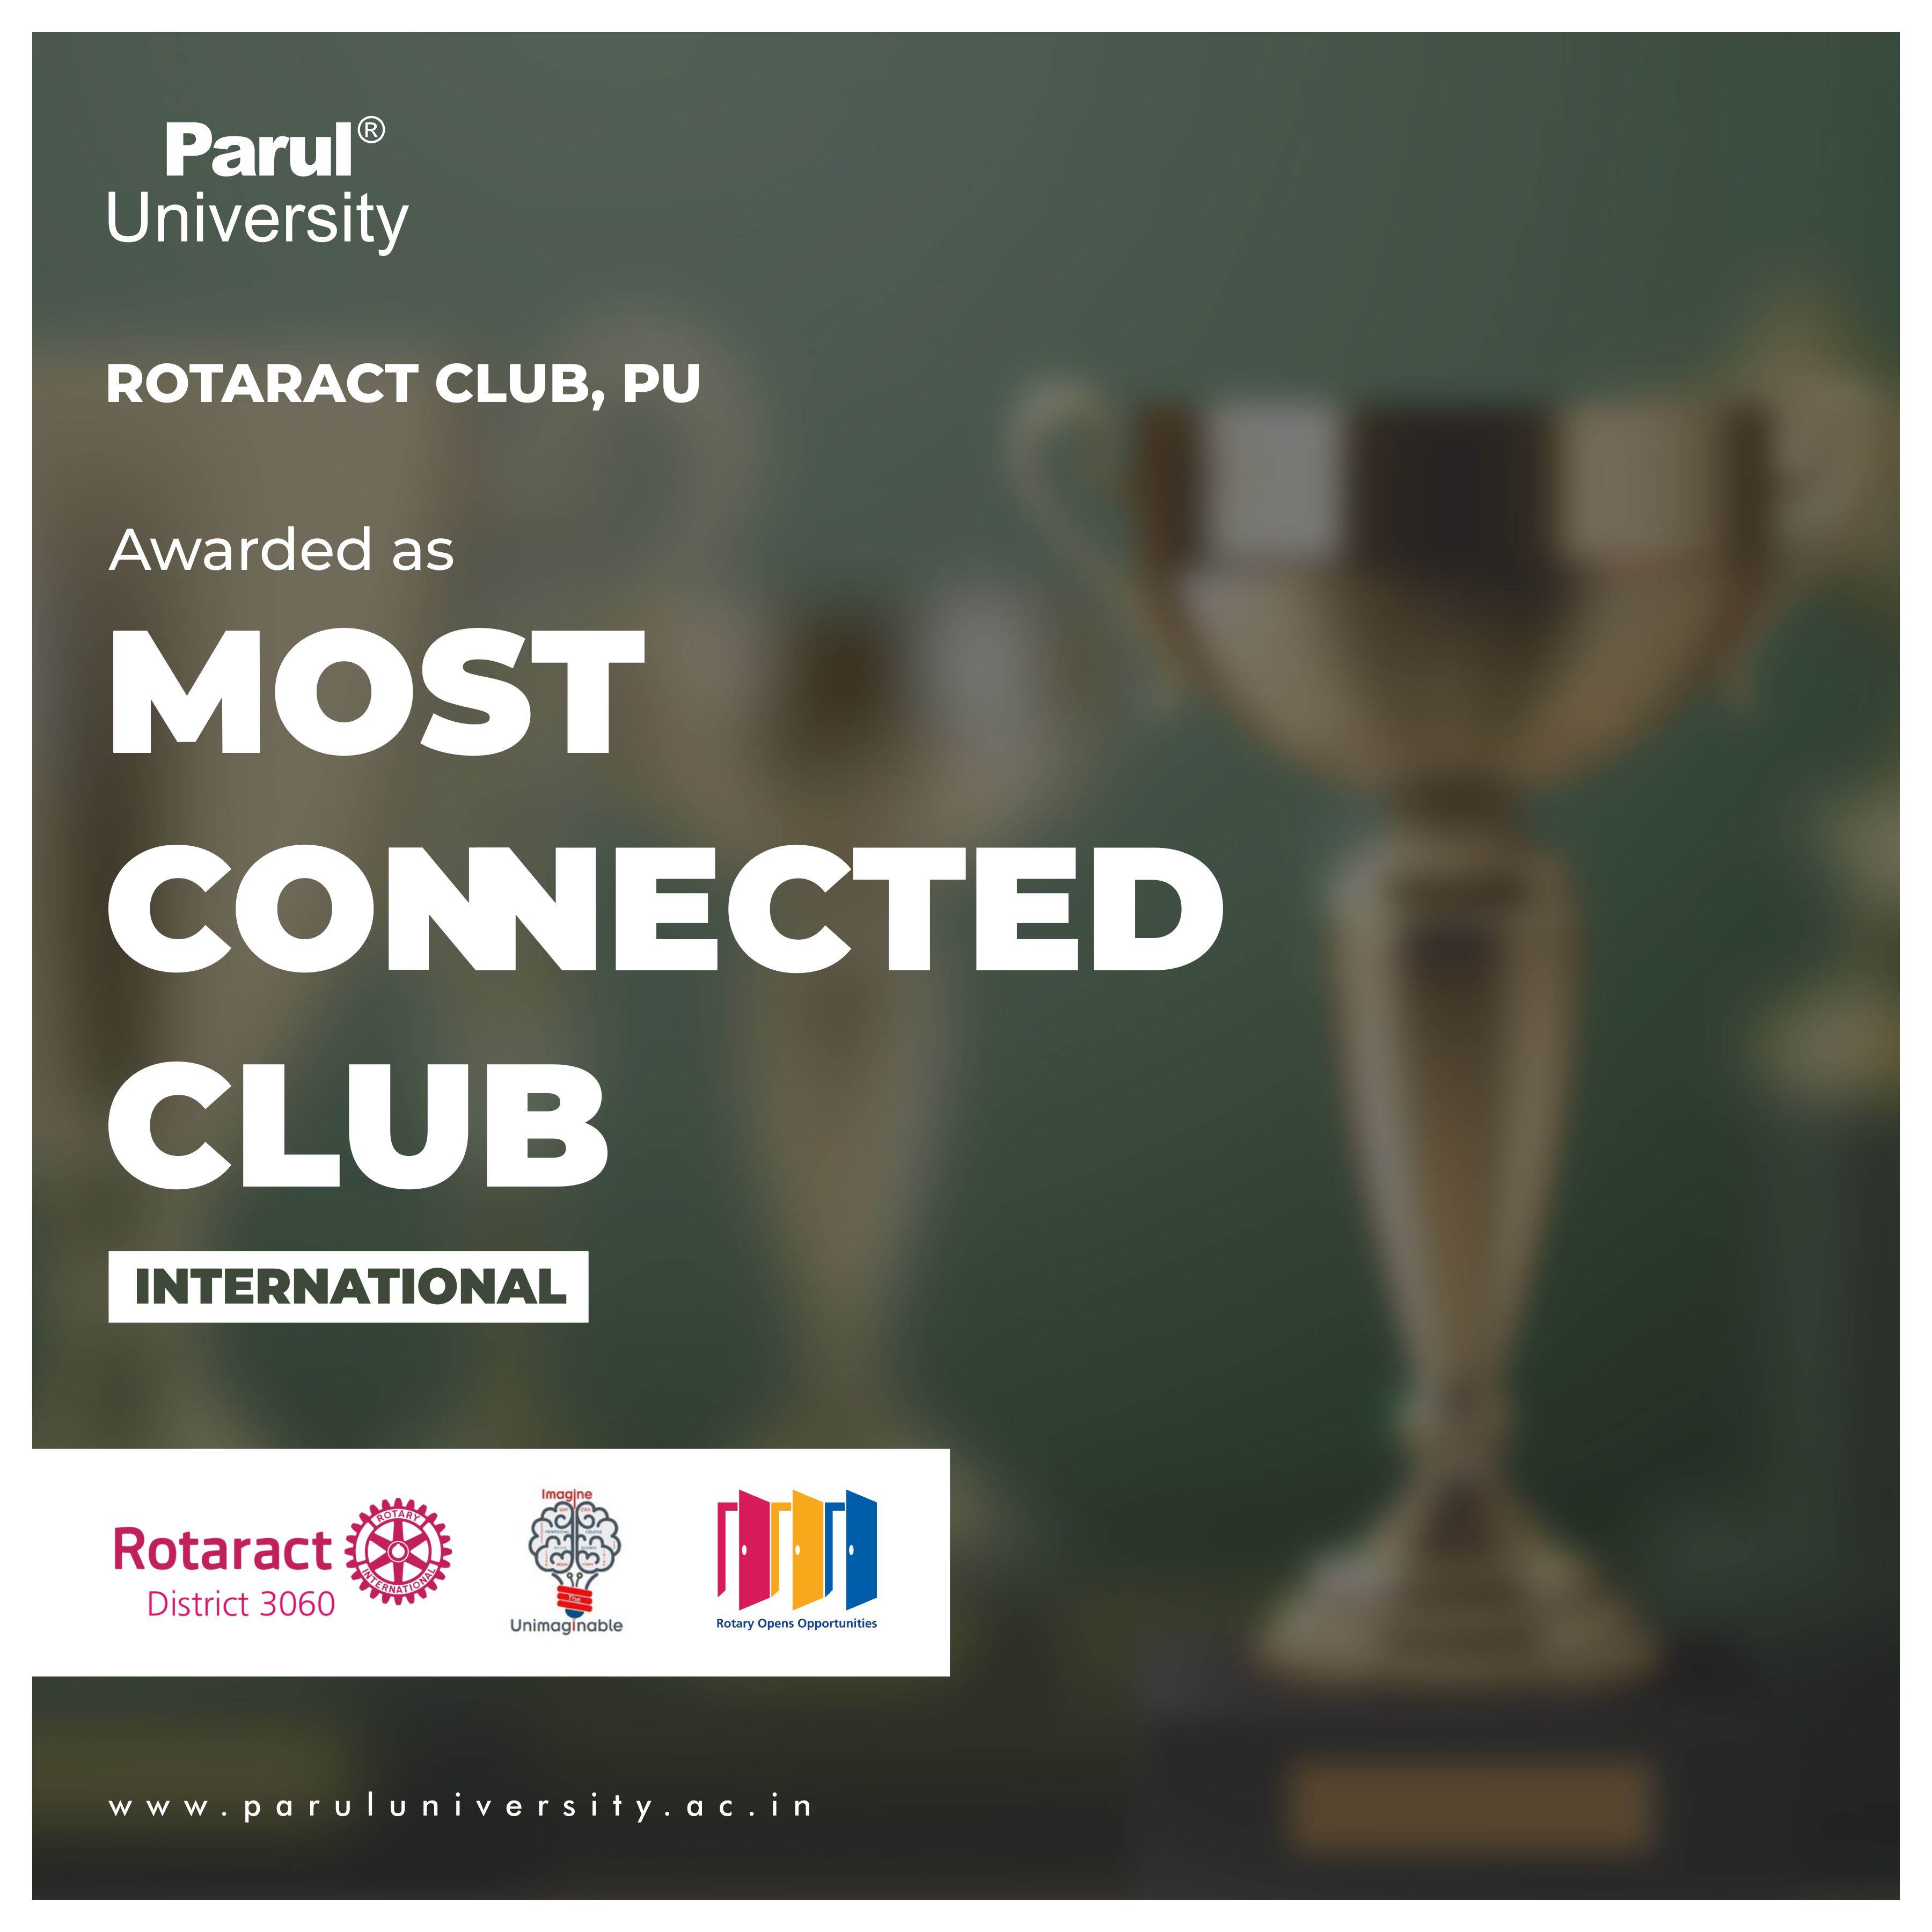 Parul®
University
ROTARACT CLUB, PU
Awarded as
MOST
CONNECTED
CLUB
INTERNATIONAL
Rotaract
District 3060
ROTARY
INTERNATIONAL
Imagine
The
Unimaginable
Rotary Opens Opportunities
www.paruluniversity.ac.in